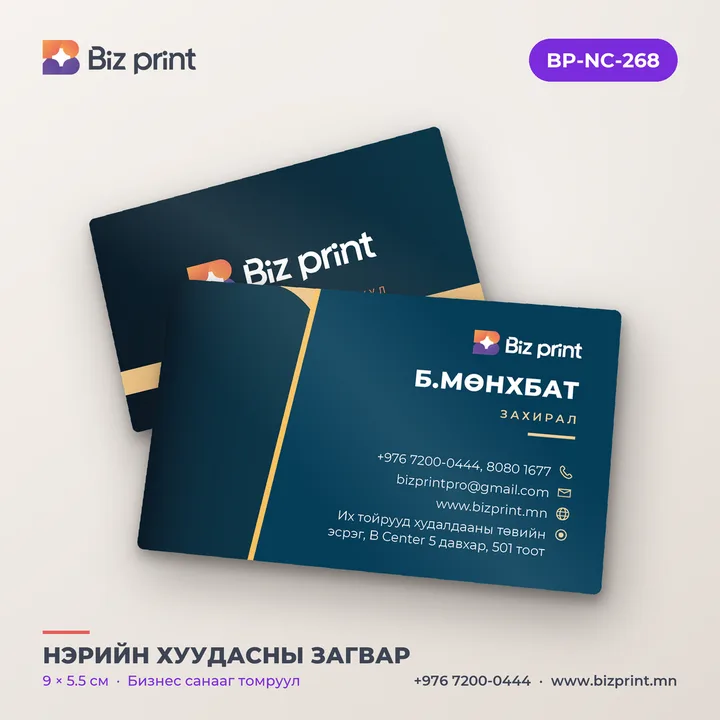 Biz print
BP-NC-268
Biz print
Biz print
Б.МӨНХБАТ
ЗАХИРАЛ
+976 7200-0444, 8080 1677
bizprintpro@gmail.com
www.bizprint.mn
Их тойрууд худалдааны төвийн
эсрэг, B Center 5 давхар, 501 тоот
НЭРИЙН ХУУДАСНЫ ЗАГВАР
9 × 5.5 см · Бизнес санааг томруул
+976 7200-0444 · www.bizprint.mn